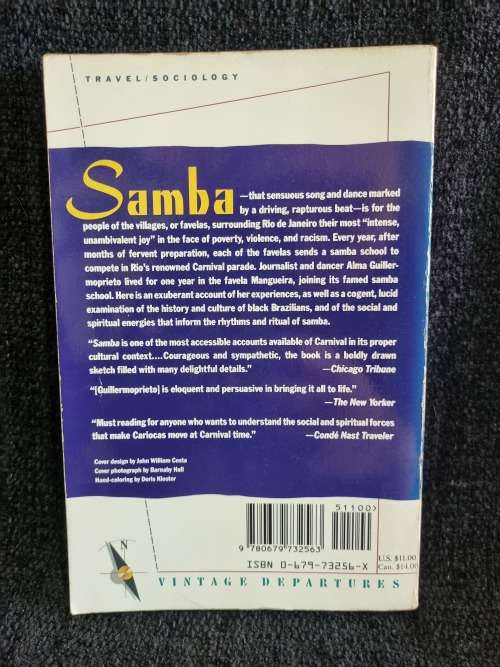 TRAVEL/SOCIOLOGY
Samba —that sensuous song and dance marked
by a driving, rapturous beat—is for the
people of the villages, or favelas, surrounding Rio de Janeiro their most "intense,
unambivalent joy" in the face of poverty, violence, and racism. Every year, after
months of fervent preparation, each of the favelas sends a samba school to
compete in Rio's renowned Carnival parade. Journalist and dancer Alma Guiller-
moprieto lived for one year in the favela Mangueira, joining its famed samba
school. Here is an exuberant account of her experiences, as well as a cogent, lucid
examination of the history and culture of black Brazilians, and of the social and
spiritual energies that inform the rhythms and ritual of samba.
"Samba is one of the most accessible accounts available of Carnival in its proper
cultural context....Courageous and sympathetic, the book is a boldly drawn
sketch filled with many delightful details." —Chicago Tribune
"[Guillermoprieto] is eloquent and persuasive in bringing it all to life."
—The New Yorker
"Must reading for anyone who wants to understand the social and spiritual forces
that make Cariocas move at Carnival time." —Condé Nast Traveler
Cover design by John William Costa
Cover photograph by Barnaby Hall
Hand-coloring by Doris Kloster
51100
9 780679 732563
ISBN 0-679-73256-X
U.S. $11.00
Can. $14.00
N
VINTAGE DEPARTURES